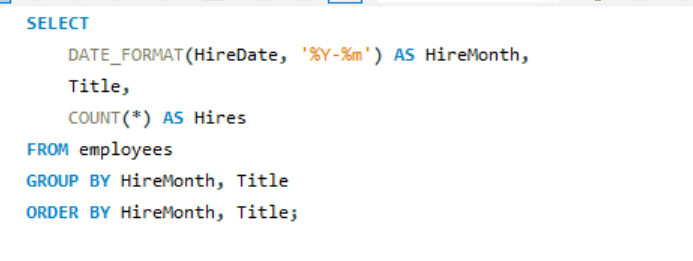 SELECT
DATE_FORMAT(HireDate, '%Y-%m') AS HireMonth,
Title,
COUNT(*) AS Hires
FROM employees
GROUP BY HireMonth, Title
ORDER BY HireMonth, Title;